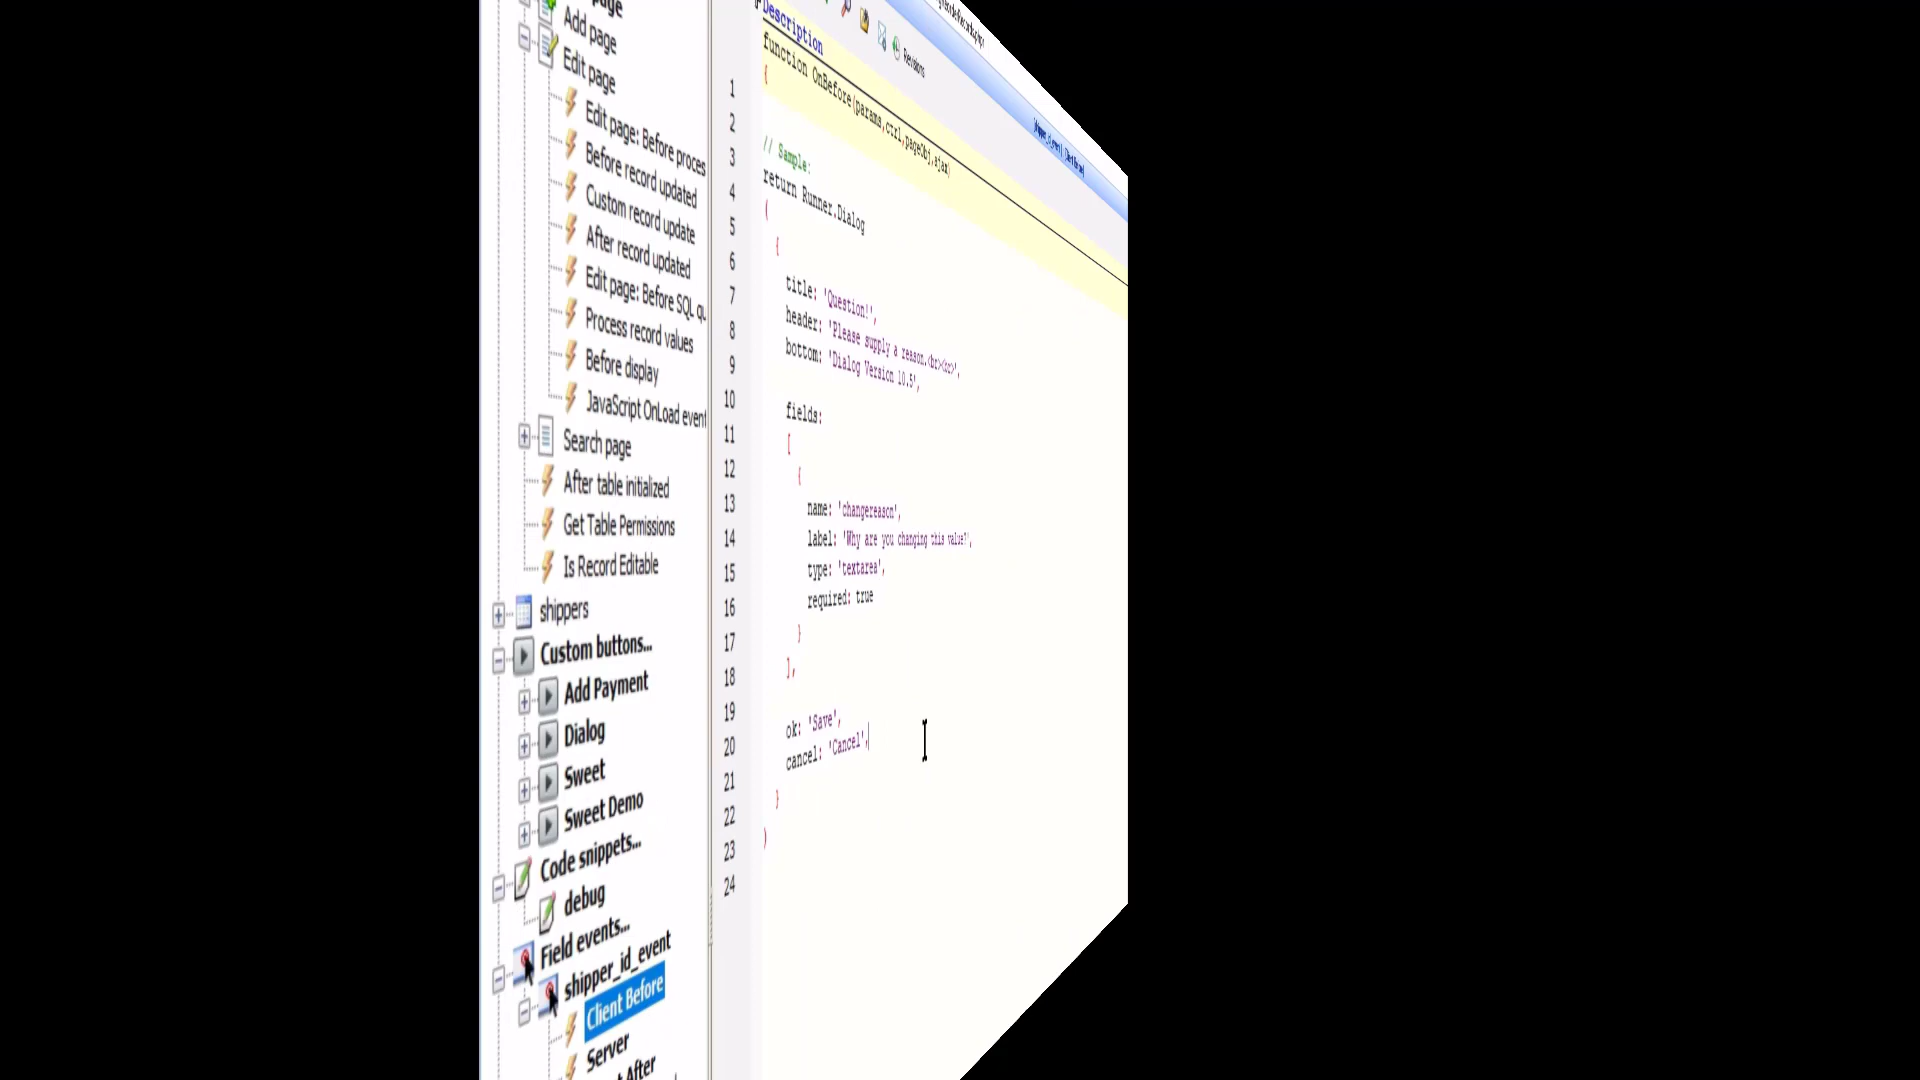 page
Add page
Edit page
Edit page: Before proces
Before record updated
Custom record update
After record updated
Edit page: Before SQL qu
Process record values
Before display
JavaScript OnLoad event
Search page
After table initialized
Get Table Permissions
Is Record Editable
shippers
Custom buttons...
Add Payment
Dialog
Sweet
Sweet Demo
Code snippets...
debug
Field events...
shipper_id_event
Client Before
Server
After
Revisions
Description
function OnBefore(params,ctrl,pageObj,ajax)
{
1
2
3
4
5
6
7
8
9
10
11
12
13
14
15
16
17
18
19
20
21
22
23
24
// Sample:
return Runner.Dialog
(
{
title: 'Question!',
header: 'Please supply a reason.<br><br>',
bottom: 'Dialog Version 10.5',
fields:
[
{
name: 'changereason',
label: 'Why are you changing this value?',
type: 'textarea',
required: true
}
],
ok: 'Save',
cancel: 'Cancel',
}
)